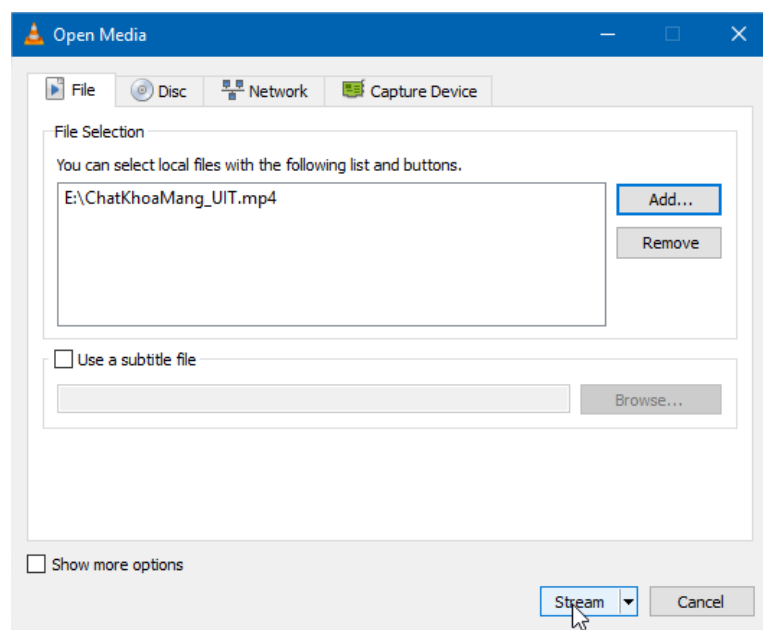 Open Media
File Disc Network Capture Device
File Selection
You can select local files with the following list and buttons.
E:\ChatKhoaMang_UIT.mp4
Add...
Remove
Use a subtitle file
Browse...
Show more options
Stream Cancel